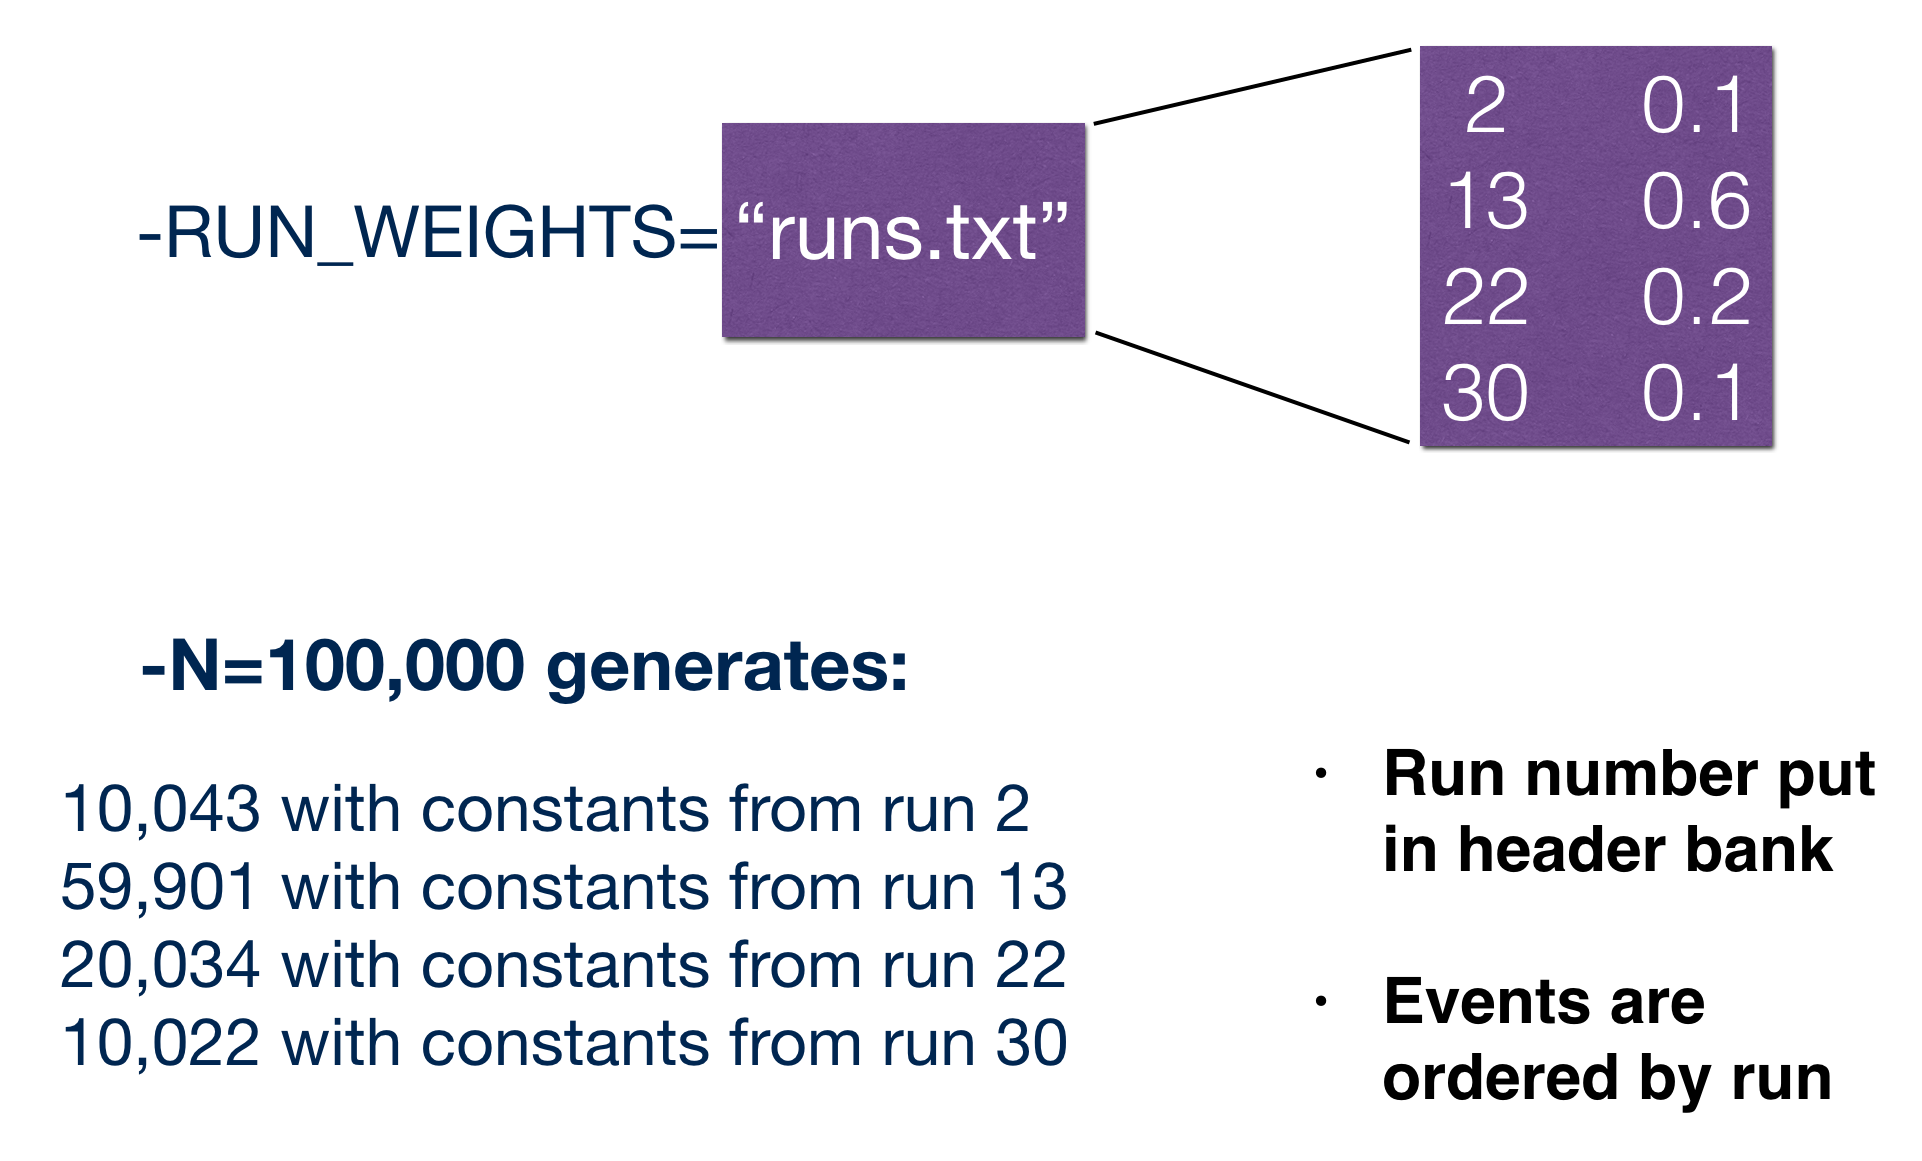 -RUN_WEIGHTS= “runs.txt”
2 0.1
13 0.6
22 0.2
30 0.1
-N=100,000 generates:
10,043 with constants from run 2
59,901 with constants from run 13
20,034 with constants from run 22
10,022 with constants from run 30
· Run number put
in header bank
· Events are
ordered by run